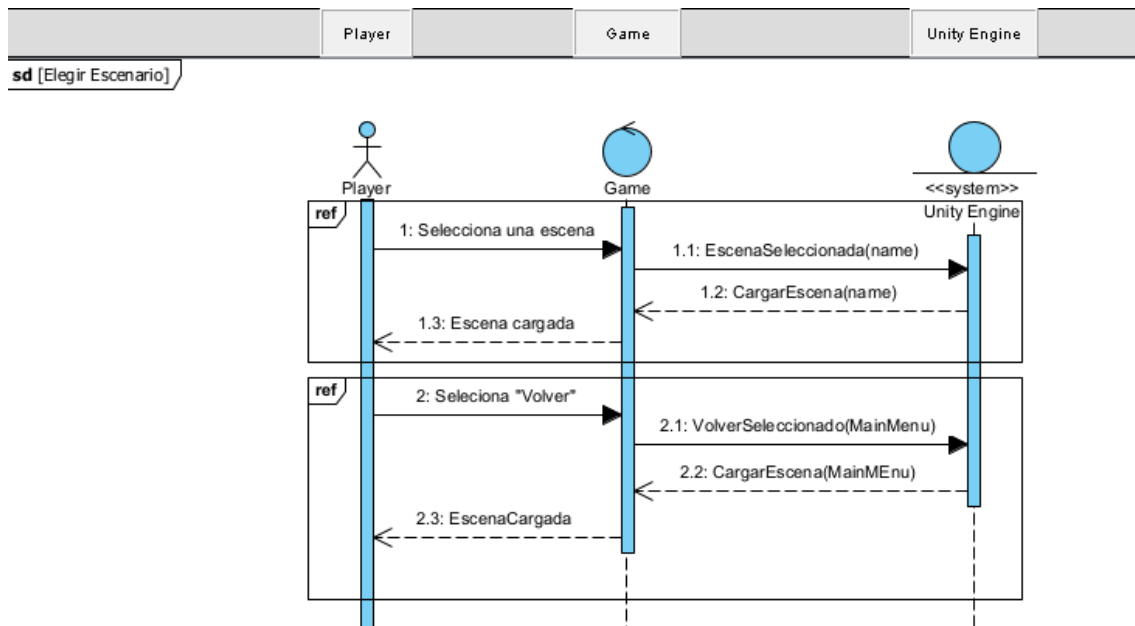 Player Game Unity Engine
sd [Elegir Escenario]
Player Game <<system>>
Unity Engine
ref
1: Selecciona una escena
1.1: EscenaSeleccionada(name)
1.2: CargarEscena(name)
1.3: Escena cargada
ref
2: Seleciona "Volver"
2.1: VolverSeleccionado(MainMenu)
2.2: CargarEscena(MainMEnu)
2.3: EscenaCargada